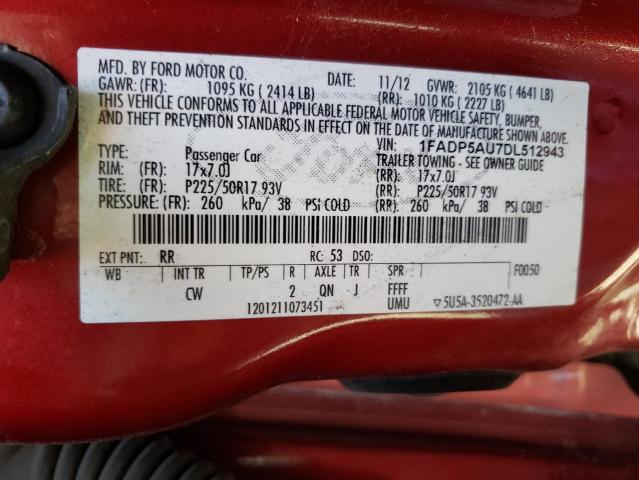 MFD. BY FORD MOTOR CO.
DATE: 11/12 GVWR: 2105 KG (4641 LB)
GAWR: (FR): 1095 KG (2414 LB) (RR): 1010 KG (2227 LB)
THIS VEHICLE CONFORMS TO ALL APPLICABLE FEDERAL MOTOR VEHICLE SAFETY, BUMPER,
AND THEFT PREVENTION STANDARDS IN EFFECT ON THE DATE OF MANUFACTURE SHOWN ABOVE.
VIN: 1FADP5AU7DL512943
TYPE: Passenger Car TRAILER TOWING - SEE OWNER GUIDE
RIM: (FR): 17x7.0J (RR): 17x7.0J
TIRE: (FR): P225/50R17 93V (RR): P225/50R17 93V
PRESSURE: (FR): 260 kPa/ 38 PSI COLD (RR): 260 kPa/ 38 PSI COLD
EXT PNT: RR RC: 53 DSO:
WB INT TR TP/PS R AXLE TR SPR F0050
CW 2 QN J FFFF
1201211073451 UMU ▽5U5A-3520472-AA